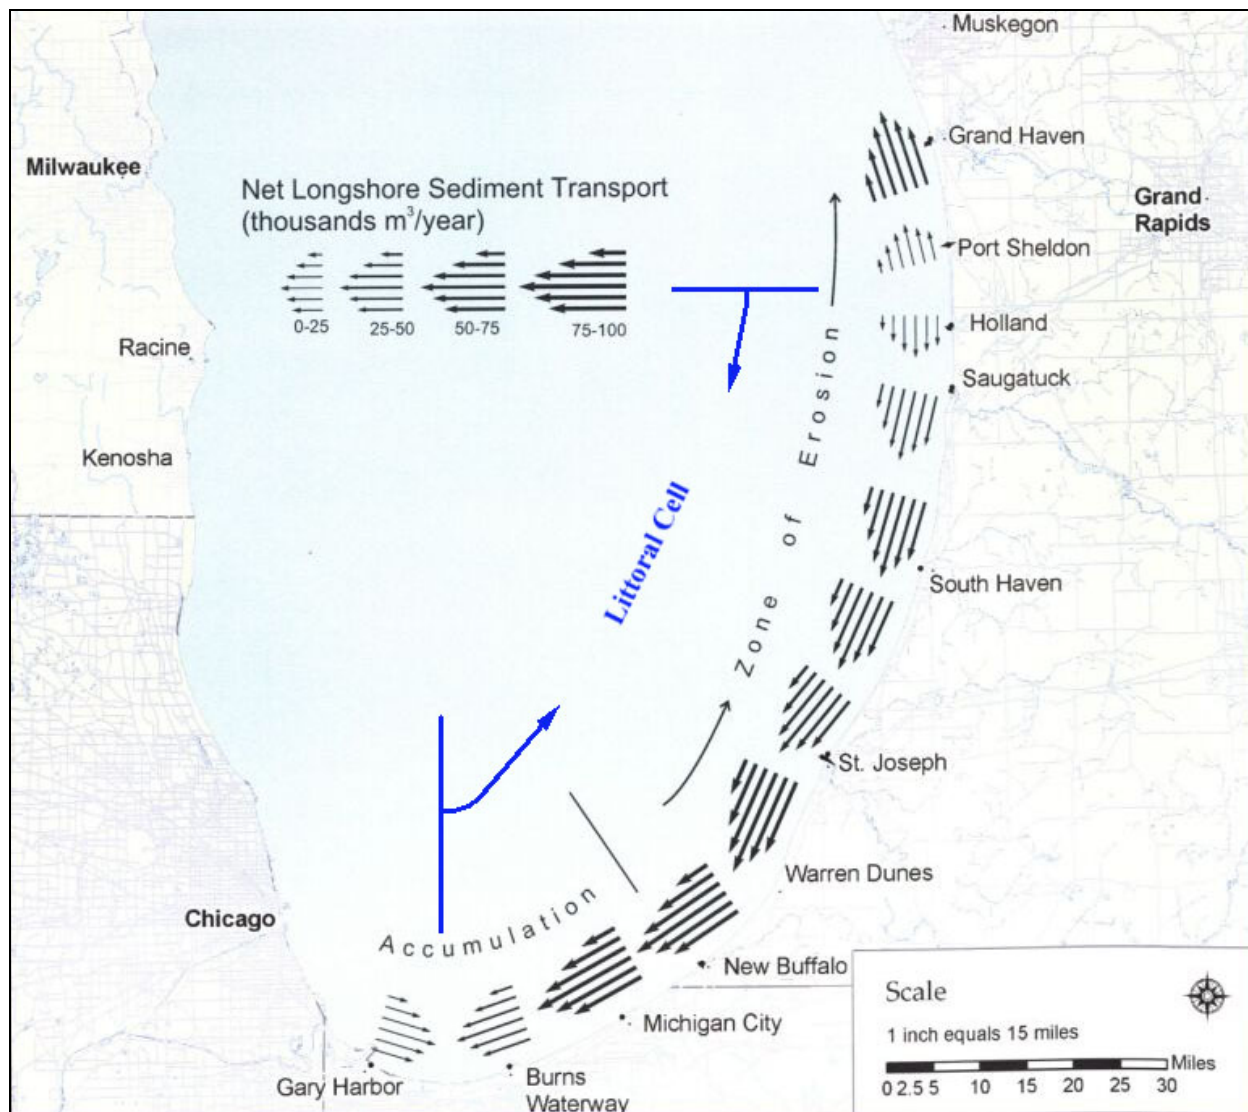 Muskegon
Grand Haven
Milwaukee
Net Longshore Sediment Transport
(thousands m³/year)
Grand
Rapids
Port Sheldon
0-25
25-50
50-75
75-100
Holland
Racine
Saugatuck
Zone of Erosion
Kenosha
Littoral Cell
South Haven
St. Joseph
Warren Dunes
Chicago
Accumulation
New Buffalo
Michigan City
Gary Harbor
Burns
Waterway
Scale
1 inch equals 15 miles
Miles
0 2.5 5 10 15 20 25 30